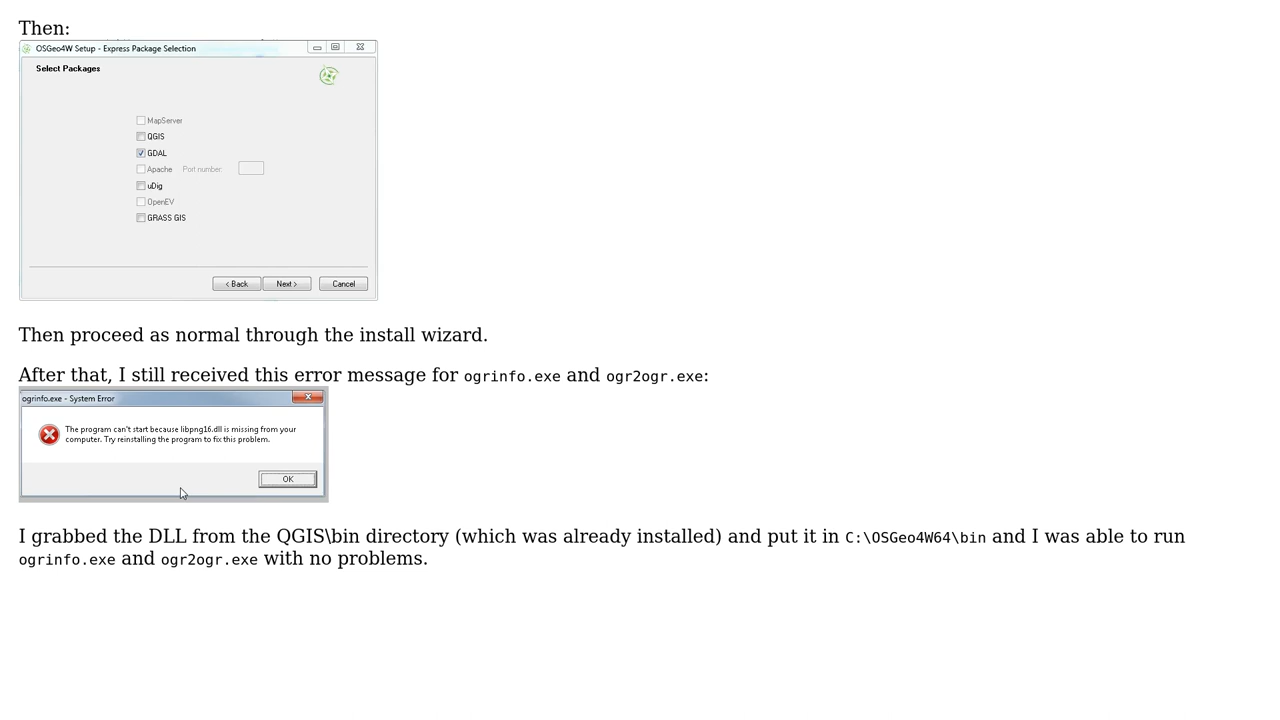 Then:
OSGeo4W Setup - Express Package Selection
Select Packages
MapServer
QGIS
GDAL
Apache Port number:
uDig
OpenEV
GRASS GIS
< Back Next > Cancel
Then proceed as normal through the install wizard.
After that, I still received this error message for ogrinfo.exe and ogr2ogr.exe:
ogrinfo.exe - System Error
The program can't start because libpng16.dll is missing from your
computer. Try reinstalling the program to fix this problem.
OK
I grabbed the DLL from the QGIS\bin directory (which was already installed) and put it in C:\OSGeo4W64\bin and I was able to run
ogrinfo.exe and ogr2ogr.exe with no problems.